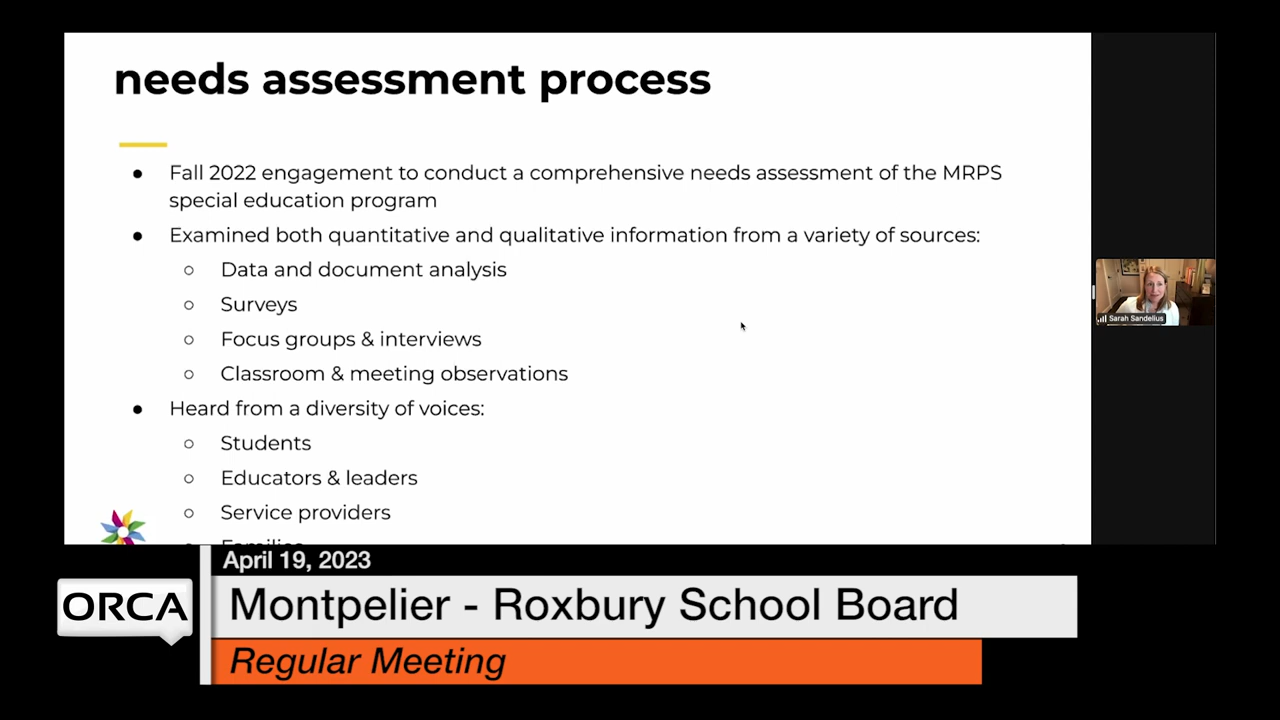 needs assessment process
● Fall 2022 engagement to conduct a comprehensive needs assessment of the MRPS
special education program
● Examined both quantitative and qualitative information from a variety of sources:
○ Data and document analysis
○ Surveys
○ Focus groups & interviews
○ Classroom & meeting observations
● Heard from a diversity of voices:
○ Students
○ Educators & leaders
○ Service providers
Sarah Sandelius
April 19, 2023
ORCA
Montpelier - Roxbury School Board
Regular Meeting